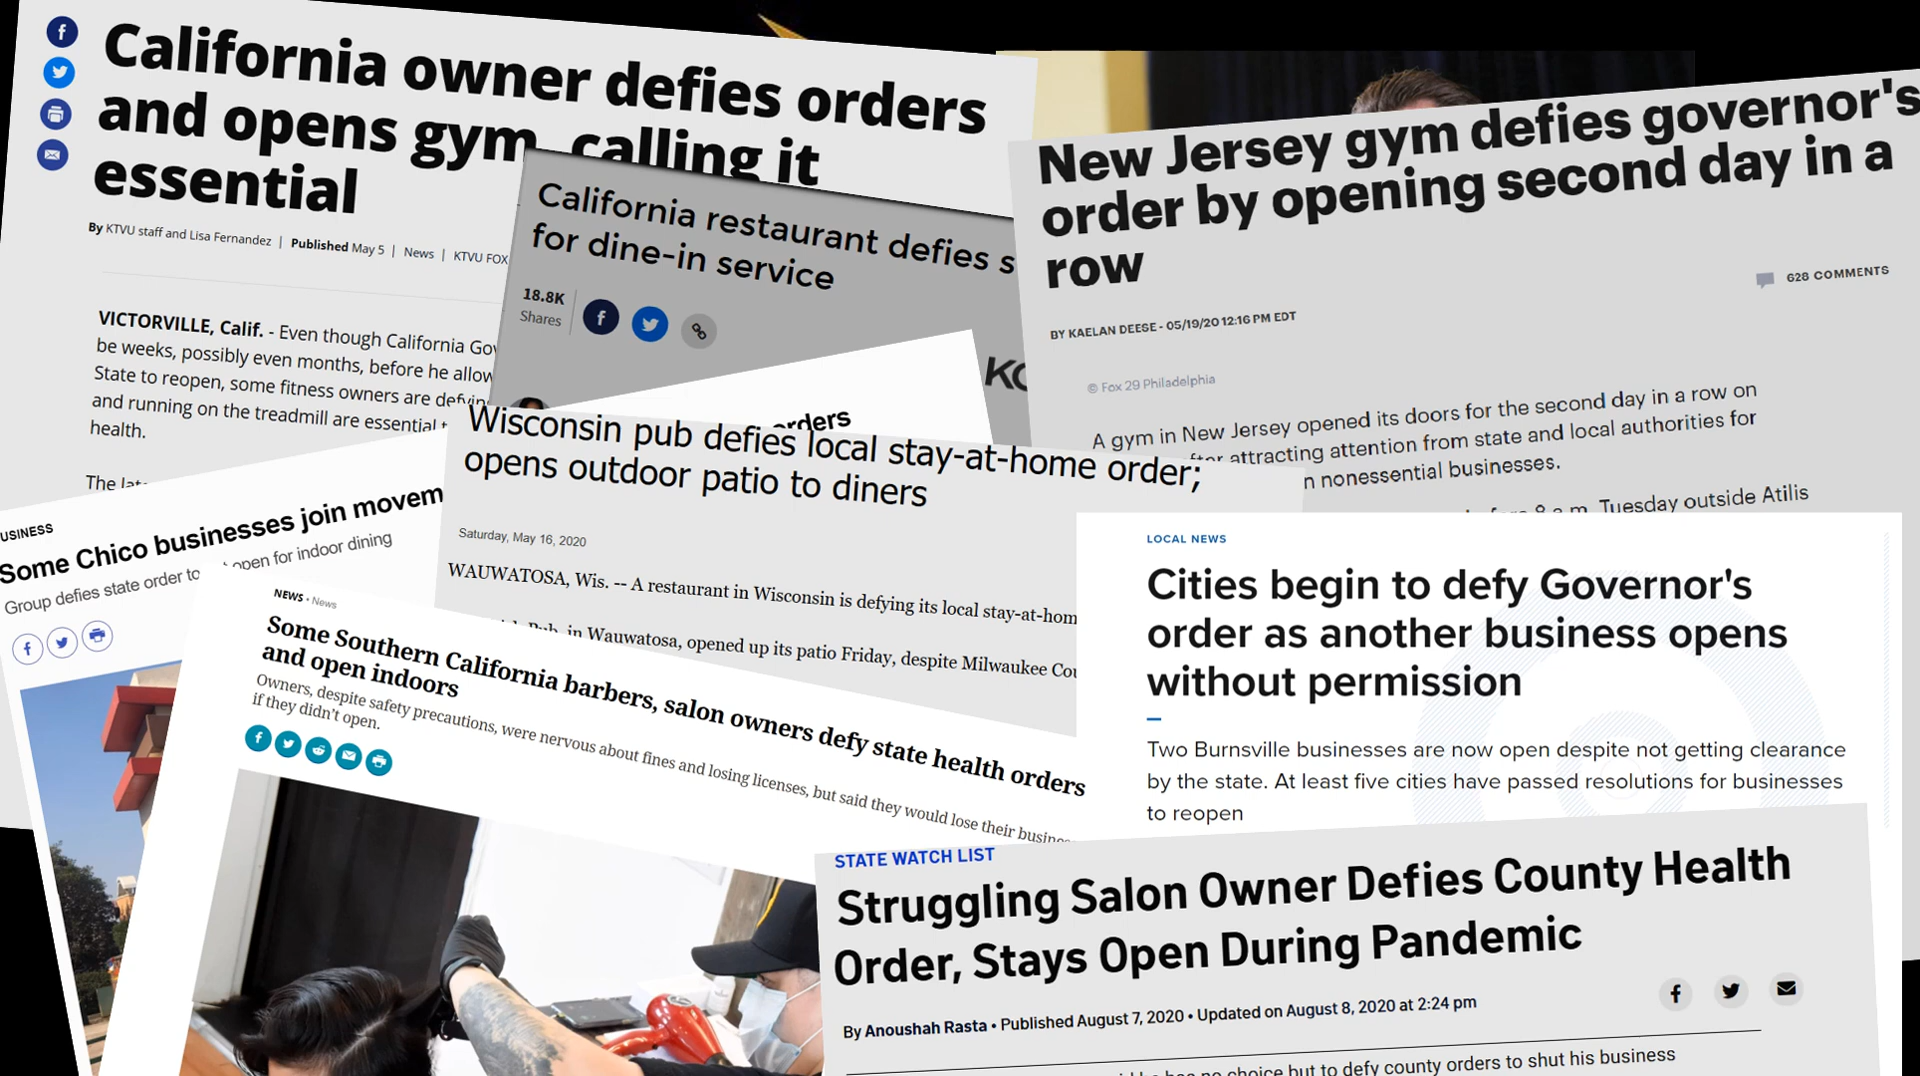 California owner defies orders
and opens gym, calling it
essential
By KTVU staff and Lisa Fernandez | Published May 5 | News | KTVU FOX
VICTORVILLE, Calif. - Even though California
be weeks, possibly even months, before he allow
State to reopen, some fitness owners are defying
and running on the treadmill are essential
health.
The
California restaurant defies
for dine-in service
18.8K
Shares
New Jersey gym defies governor's
order by opening second day in a
row
628 COMMENTS
BY KAELAN DEESE - 05/19/20 12:16 PM EDT
© Fox 29 Philadelphia
A gym in New Jersey opened its doors for the second day in a row on
attracting attention from state and local authorities for
nonessential businesses.
8 a.m. Tuesday outside Atilis
orders
Wisconsin pub defies local stay-at-home order;
opens outdoor patio to diners
Saturday, May 16, 2020
WAUWATOSA, Wis. -- A restaurant in Wisconsin is defying its local stay-at-hom
Pub in Wauwatosa, opened up its patio Friday, despite Milwaukee Cou
USINESS
Some Chico businesses join movem
Group defies state order to open for indoor dining
NEWS • News
Some Southern California barbers, salon owners defy state health orders
and open indoors
Owners, despite safety precautions, were nervous about fines and losing licenses, but said they would lose their busine
if they didn't open.
LOCAL NEWS
Cities begin to defy Governor's
order as another business opens
without permission
Two Burnsville businesses are now open despite not getting clearance
by the state. At least five cities have passed resolutions for businesses
to reopen
STATE WATCH LIST
Struggling Salon Owner Defies County Health
Order, Stays Open During Pandemic
By Anoushah Rasta • Published August 7, 2020 • Updated on August 8, 2020 at 2:24 pm
has no choice but to defy county orders to shut his business